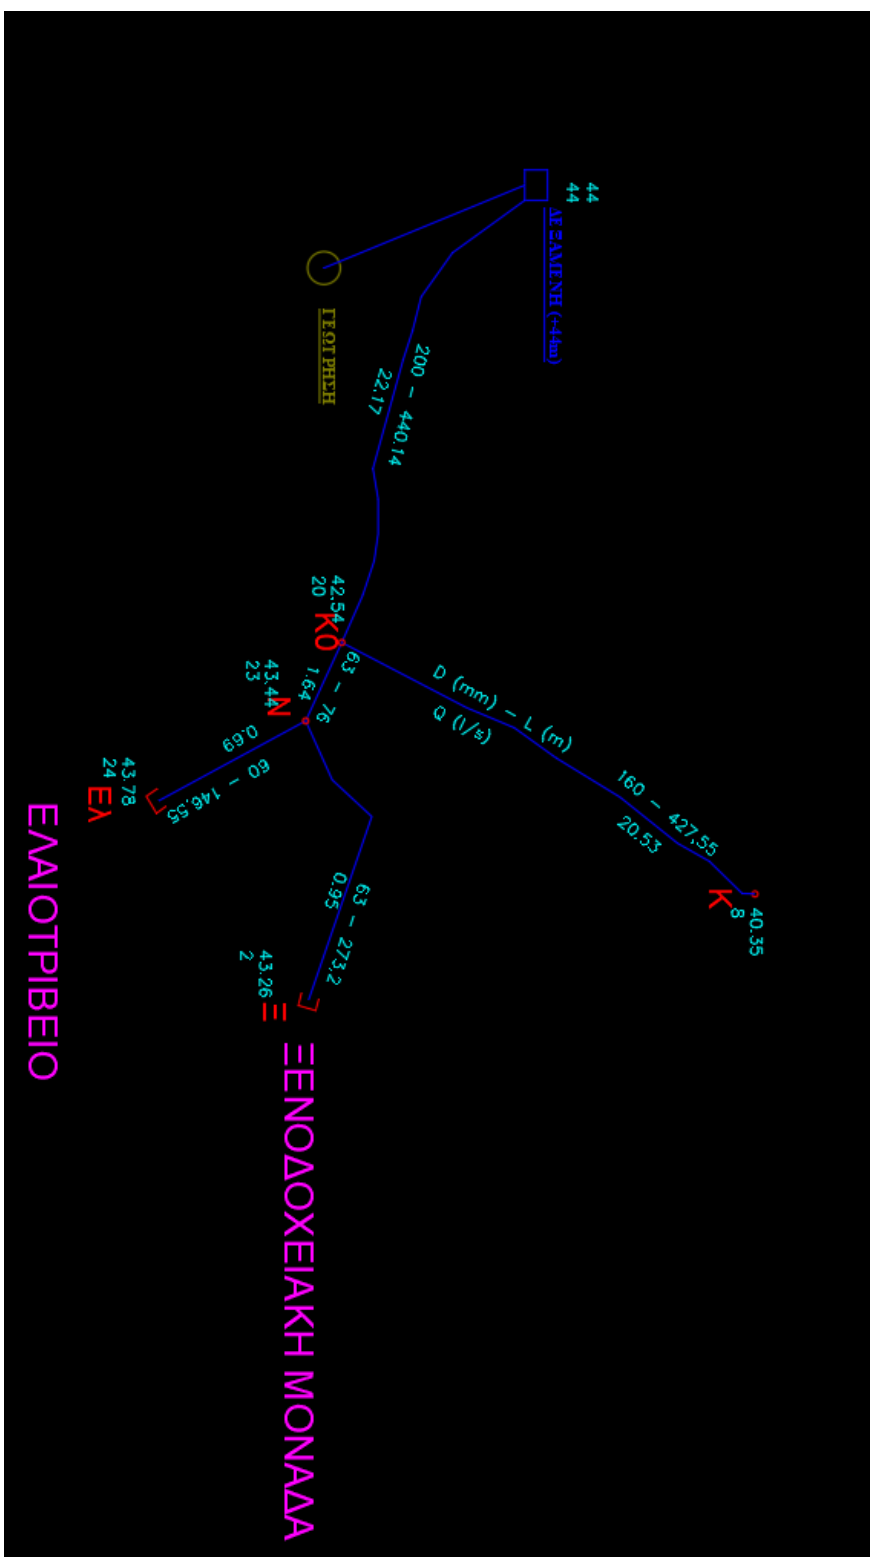 44
44
ΔΕΞΑΜΕΝΗ (+44m)
ΓΕΩΤΡΗΣΗ
200 - 440.14
22.17
42.54
20
Κ0
63 - 76
1.64
43.44
23
Ν
D (mm) - L (m)
Q (l/s)
160 - 427.55
20.53
Κ
40.35
8
0.69
60 - 146.55
43.78
24
Ελ
ΕΛΑΙΟΤΡΙΒΕΙΟ
63 - 273.2
0.95
43.26
2
Ξ
ΞΕΝΟΔΟΧΕΙΑΚΗ ΜΟΝΑΔΑ